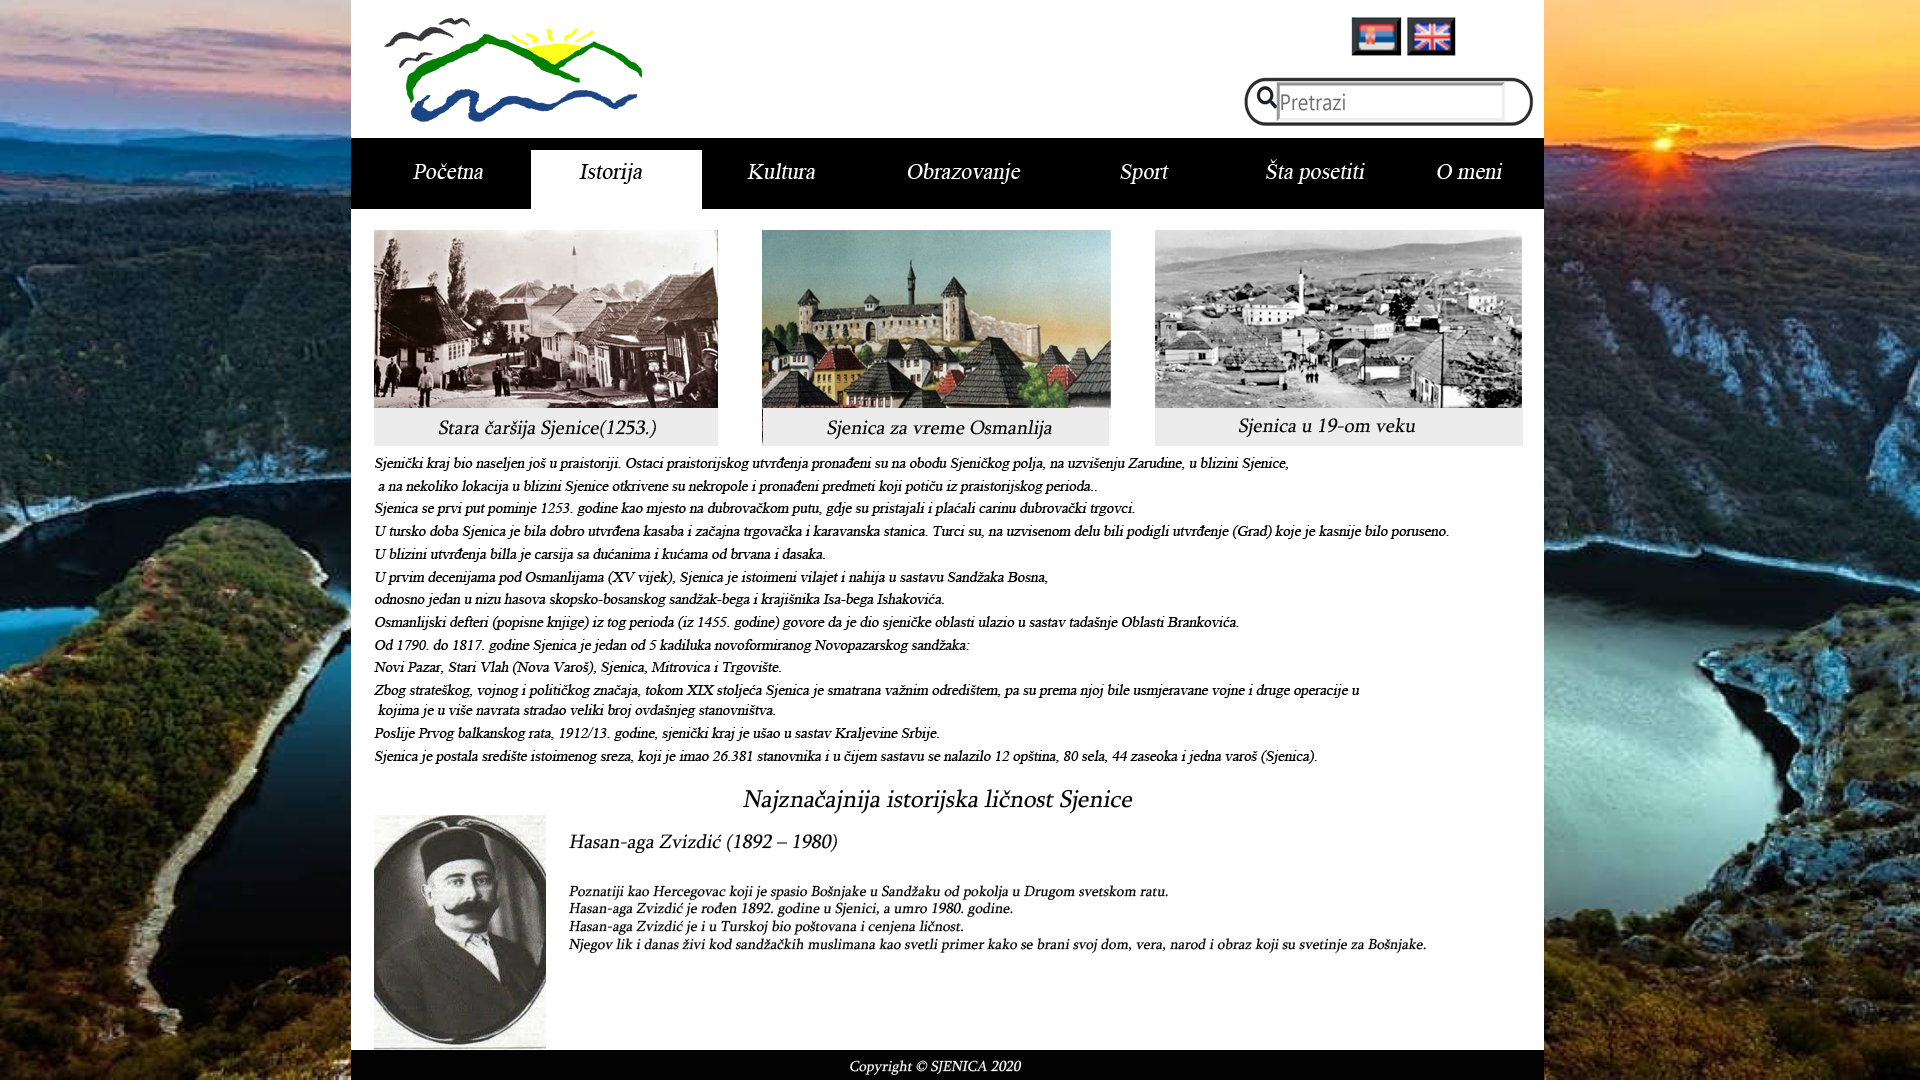 Pretrazi
Početna
Istorija
Kultura
Obrazovanje
Sport
Šta posetiti
O meni
Stara čaršija Sjenice(1253.)
Sjenica za vreme Osmanlija
Sjenica u 19-om veku
Sjenički kraj bio naseljen još u praistoriji. Ostaci praistorijskog utvrđenja pronađeni su na obodu Sjeničkog polja, na uzvišenju Zarudine, u blizini Sjenice,
a na nekoliko lokacija u blizini Sjenice otkrivene su nekropole i pronađeni predmeti koji potiču iz praistorijskog perioda..
Sjenica se prvi put pominje 1253. godine kao mjesto na dubrovačkom putu, gdje su pristajali i plaćali carinu dubrovački trgovci.
U tursko doba Sjenica je bila dobro utvrđena kasaba i začajna trgovačka i karavanska stanica. Turci su, na uzvisenom delu bili podigli utvrđenje (Grad) koje je kasnije bilo poruseno.
U blizini utvrđenja billa je carsija sa dućanima i kućama od brvana i dasaka.
U prvim decenijama pod Osmanlijama (XV vijek), Sjenica je istoimeni vilajet i nahija u sastavu Sandžaka Bosna,
odnosno jedan u nizu hasova skopsko-bosanskog sandžak-bega i krajišnika Isa-bega Ishakovića.
Osmanlijski defteri (popisne knjige) iz tog perioda (iz 1455. godine) govore da je dio sjeničke oblasti ulazio u sastav tadašnje Oblasti Brankovića.
Od 1790. do 1817. godine Sjenica je jedan od 5 kadiluka novoformiranog Novopazarskog sandžaka:
Novi Pazar, Stari Vlah (Nova Varoš), Sjenica, Mitrovica i Trgovište.
Zbog strateškog, vojnog i političkog značaja, tokom XIX stoljeća Sjenica je smatrana važnim odredištem, pa su prema njoj bile usmjeravane vojne i druge operacije u
kojima je u više navrata stradao veliki broj ovdašnjeg stanovništva.
Poslije Prvog balkanskog rata, 1912/13. godine, sjenički kraj je ušao u sastav Kraljevine Srbije.
Sjenica je postala središte istoimenog sreza, koji je imao 26.381 stanovnika i u čijem sastavu se nalazilo 12 opština, 80 sela, 44 zaseoka i jedna varoš (Sjenica).
Najznačajnija istorijska ličnost Sjenice
Hasan-aga Zvizdić (1892 – 1980)
Poznatiji kao Hercegovac koji je spasio Bošnjake u Sandžaku od pokolja u Drugom svetskom ratu.
Hasan-aga Zvizdić je rođen 1892. godine u Sjenici, a umro 1980. godine.
Hasan-aga Zvizdić je i u Turskoj bio poštovana i cenjena ličnost.
Njegov lik i danas živi kod sandžačkih muslimana kao svetli primer kako se brani svoj dom, vera, narod i obraz koji su svetinje za Bošnjake.
Copyright © SJENICA 2020